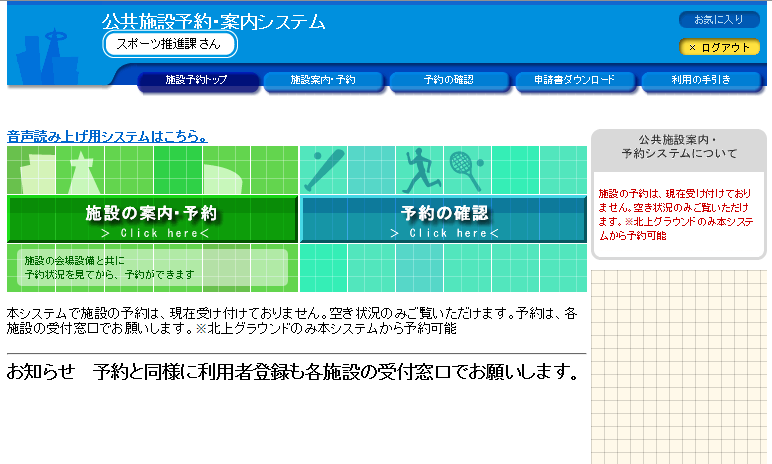 公共施設予約・案内システム
お気に入り
スポーツ推進課 さん
× ログアウト
施設予約トップ
施設案内・予約
予約の確認
申請書ダウンロード
利用の手引き
音声読み上げ用システムはこちら。
施設の案内・予約
> Click here<
施設の会場設備と共に
予約状況を見てから、予約ができます
予約の確認
> Click here<
本システムで施設の予約は、現在受け付けておりません。空き状況のみご覧いただけます。予約は、各
施設の受付窓口でお願いします。※北上グラウンドのみ本システムから予約可能
お知らせ　予約と同様に利用者登録も各施設の受付窓口でお願いします。
公共施設案内・
予約システムについて
施設の予約は、現在受け付けており
ません。空き状況のみご覧いただけ
ます。※北上グラウンドのみ本システ
ムから予約可能